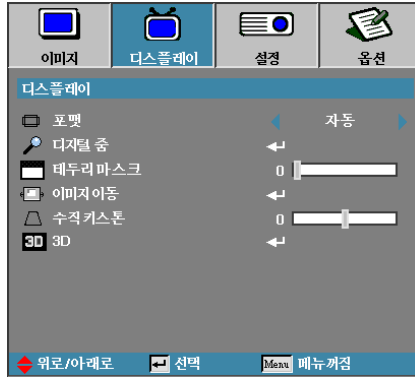 이미지 디스플레이 설정 옵션
디스플레이
포맷 자동
디지털 줌
테두리마스크 0
이미지이동
수직키스톤 0
3D 3D
위로/아래로 선택 Menu 메뉴꺼짐